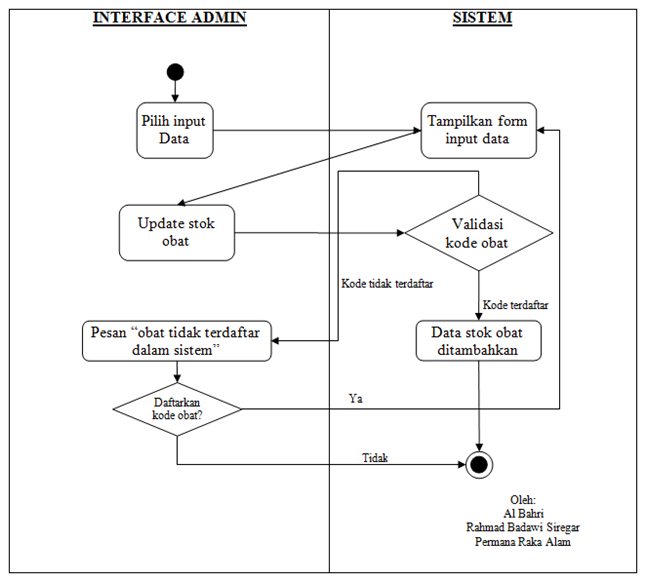 INTERFACE ADMIN
SISTEM
Pilih input
Data
Tampilkan form
input data
Update stok
obat
Validasi
kode obat
Kode tidak terdaftar
Kode terdaftar
Pesan “obat tidak terdaftar
dalam sistem”
Data stok obat
ditambahkan
Daftarkan
kode obat?
Ya
Tidak
Oleh:
Al Bahri
Rahmad Badawi Siregar
Permana Raka Alam